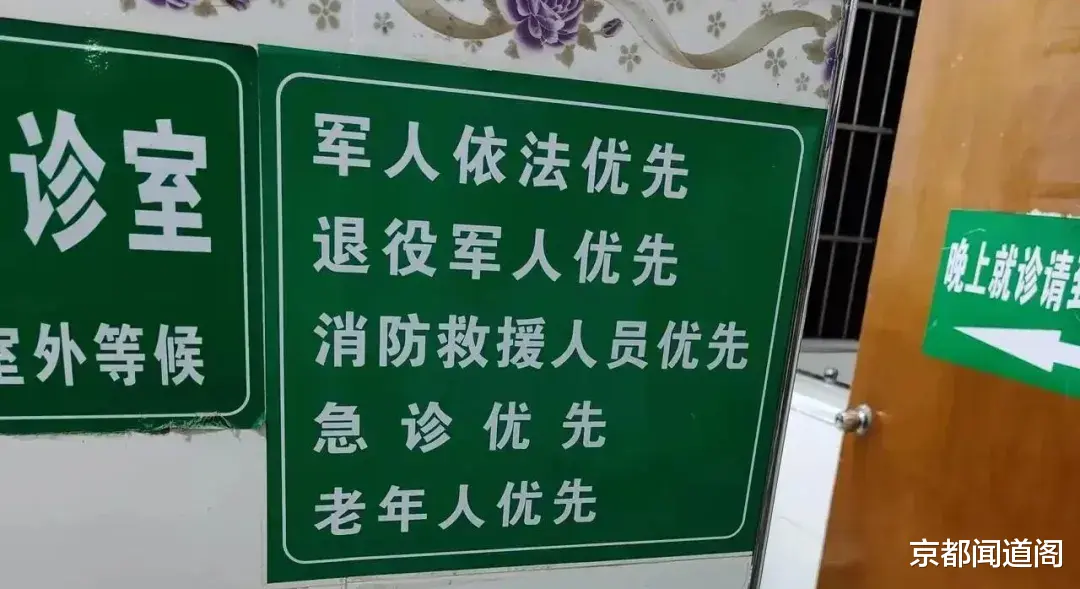 诊室
室外等候
军人依法优先
退役军人优先
消防救援人员优先
急诊优先
老年人优先
晚上就诊请
京都闻道阁